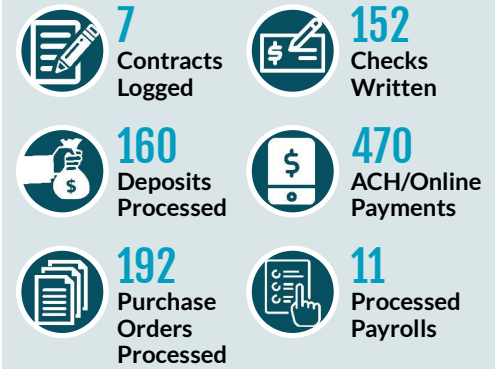 7
Contracts
Logged
152
Checks
Written
160
Deposits
Processed
470
ACH/Online
Payments
192
Purchase
Orders
Processed
11
Processed
Payrolls